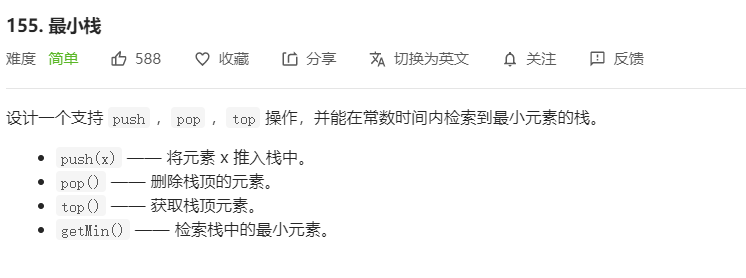 155. 最小栈
难度 简单 588 收藏 分享 切换为英文 关注 反馈
设计一个支持 push ，pop ，top 操作，并能在常数时间内检索到最小元素的栈。
• push(x) —— 将元素 x 推入栈中。
• pop() —— 删除栈顶的元素。
• top() —— 获取栈顶元素。
• getMin() —— 检索栈中的最小元素。